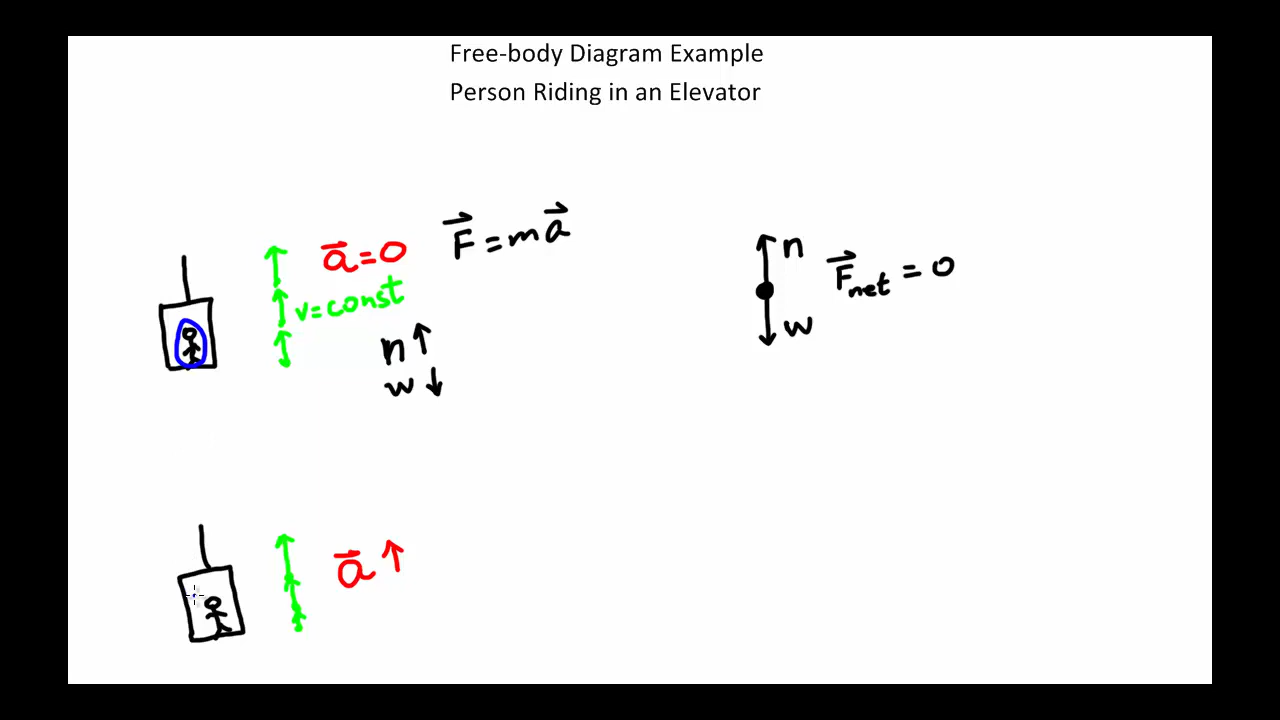 Free-body Diagram Example
Person Riding in an Elevator
a⃗ = 0
F⃗ = ma⃗
v = const
n ↑
w ↓
n
F⃗net = 0
w
a⃗ ↑